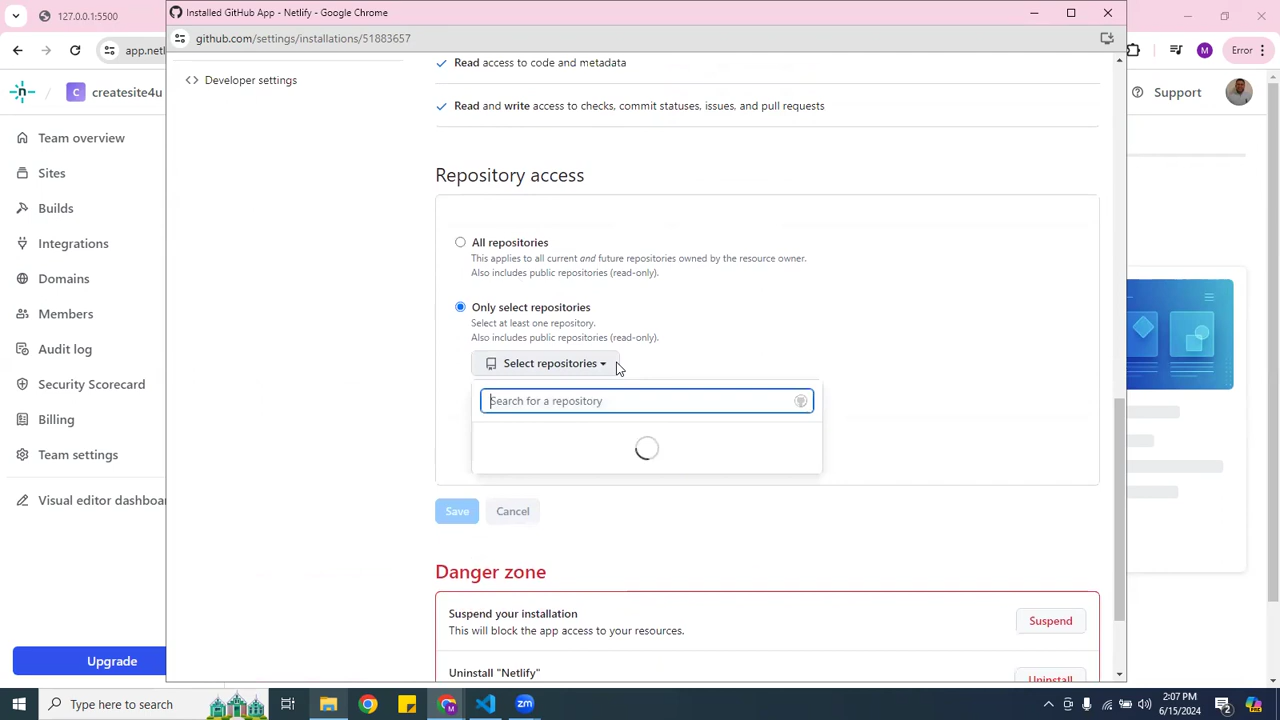 127.0.0.1:5500
Installed GitHub App - Netlify - Google Chrome
github.com/settings/installations/51883657
app.netl
M
Error
C
createsite4u
Support
Team overview
Sites
Builds
Integrations
Domains
Members
Audit log
Security Scorecard
Billing
Team settings
Visual editor dashboar
Upgrade
Developer settings
Read access to code and metadata
Read and write access to checks, commit statuses, issues, and pull requests
Repository access
All repositories
This applies to all current and future repositories owned by the resource owner.
Also includes public repositories (read-only).
Only select repositories
Select at least one repository.
Also includes public repositories (read-only).
Select repositories
Search for a repository
Save
Cancel
Danger zone
Suspend your installation
This will block the app access to your resources.
Suspend
Uninstall "Netlify"
Uninstall
Type here to search
zm
2:07 PM
6/15/2024
2